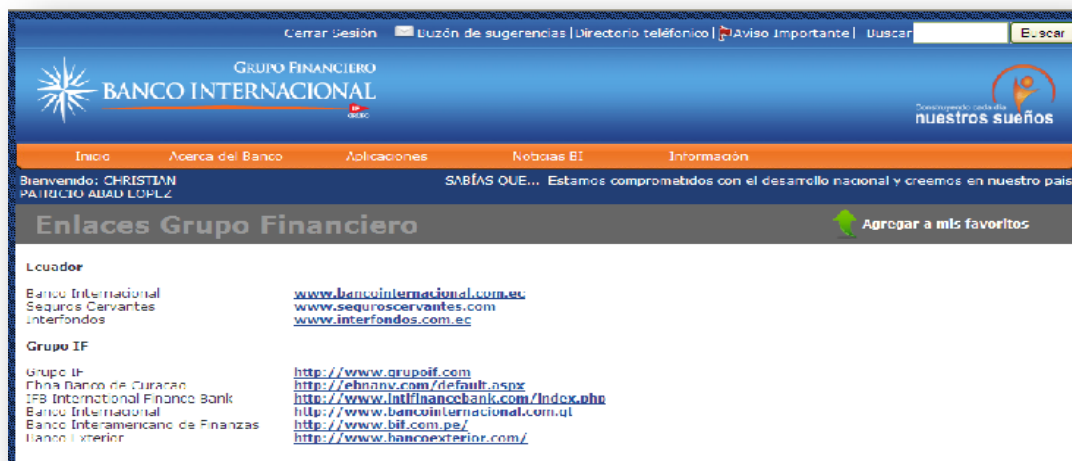 Cerrar Sesión Buzón de sugerencias|Directorio teléfonico| Aviso Importante| Buscar Buscar
GRUPO FINANCIERO
BANCO INTERNACIONAL
GRUPO
Construyendo cada día
nuestros sueños
Inicio Acerca del Banco Aplicaciones Noticias BI Información
Bienvenido: CHRISTIAN
PATRICIO ABAD LOPEZ
SABÍAS QUE... Estamos comprometidos con el desarrollo nacional y creemos en nuestro país
Enlaces Grupo Financiero Agregar a mis favoritos
Ecuador
Banco Internacional www.bancointernacional.com.ec
Seguros Cervantes www.seguroscervantes.com
Interfondos www.interfondos.com.ec
Grupo IF
Grupo IF http://www.grupoif.com
Ebna Banco de Curacao http://ebnanv.com/default.aspx
IFB International Finance Bank http://www.intlfinancebank.com/index.php
Banco Internacional http://www.bancointernacional.com.gt
Banco Interamericano de Finanzas http://www.bif.com.pe/
Banco Exterior http://www.bancoexterior.com/